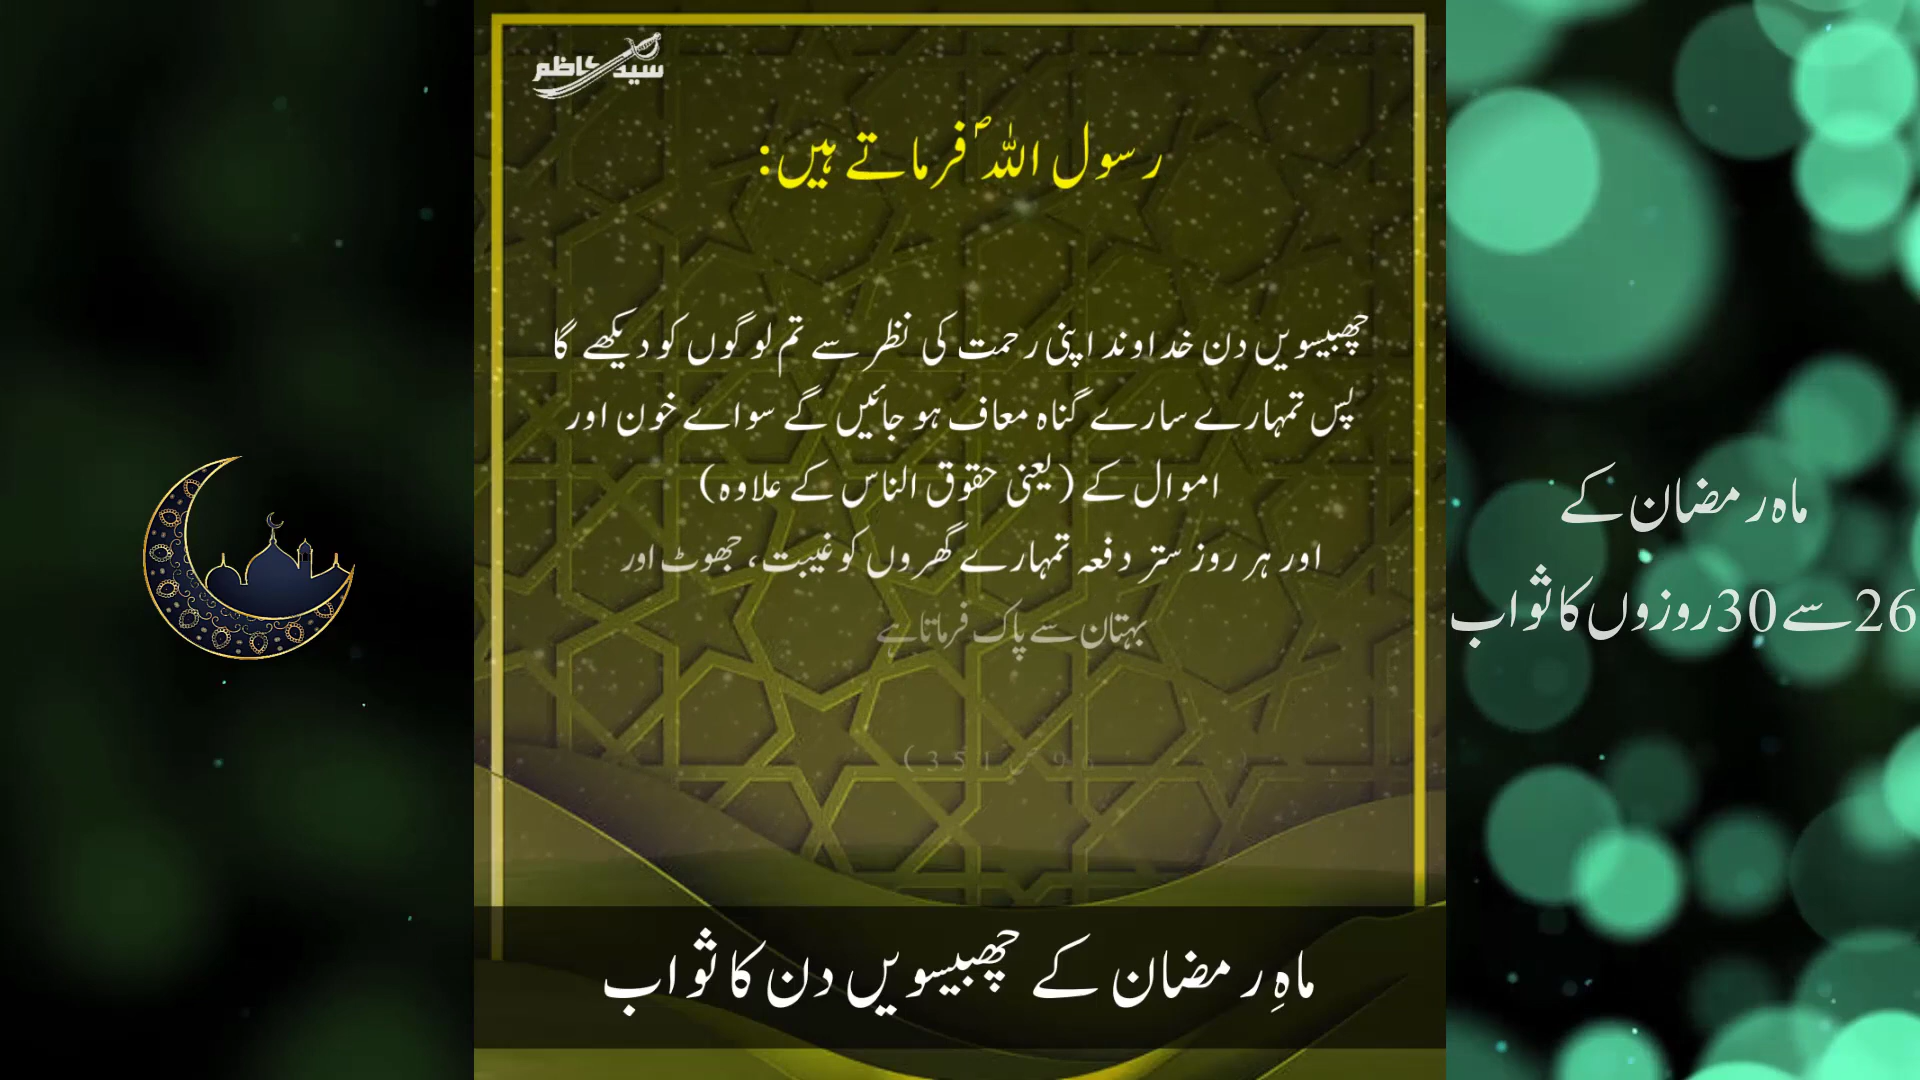 سید کاظم
رسول اللہ ؐ فرماتے ہیں:
چھبیسویں دن خداوند اپنی رحمت کی نظر سے تم لوگوں کو دیکھے گا
پس تمہارے سارے گناہ معاف ہو جائیں گے سوائے خون اور
اموال کے (یعنی حقوق الناس کے علاوہ)
اور ہر روز ستر دفعہ تمہارے گھروں کو غیبت، جھوٹ اور
بہتان سے پاک فرماتا ہے
ماہِ رمضان کے چھبیسویں دن کا ثواب
ماہ رمضان کے
26 سے 30 روزوں کا ثواب